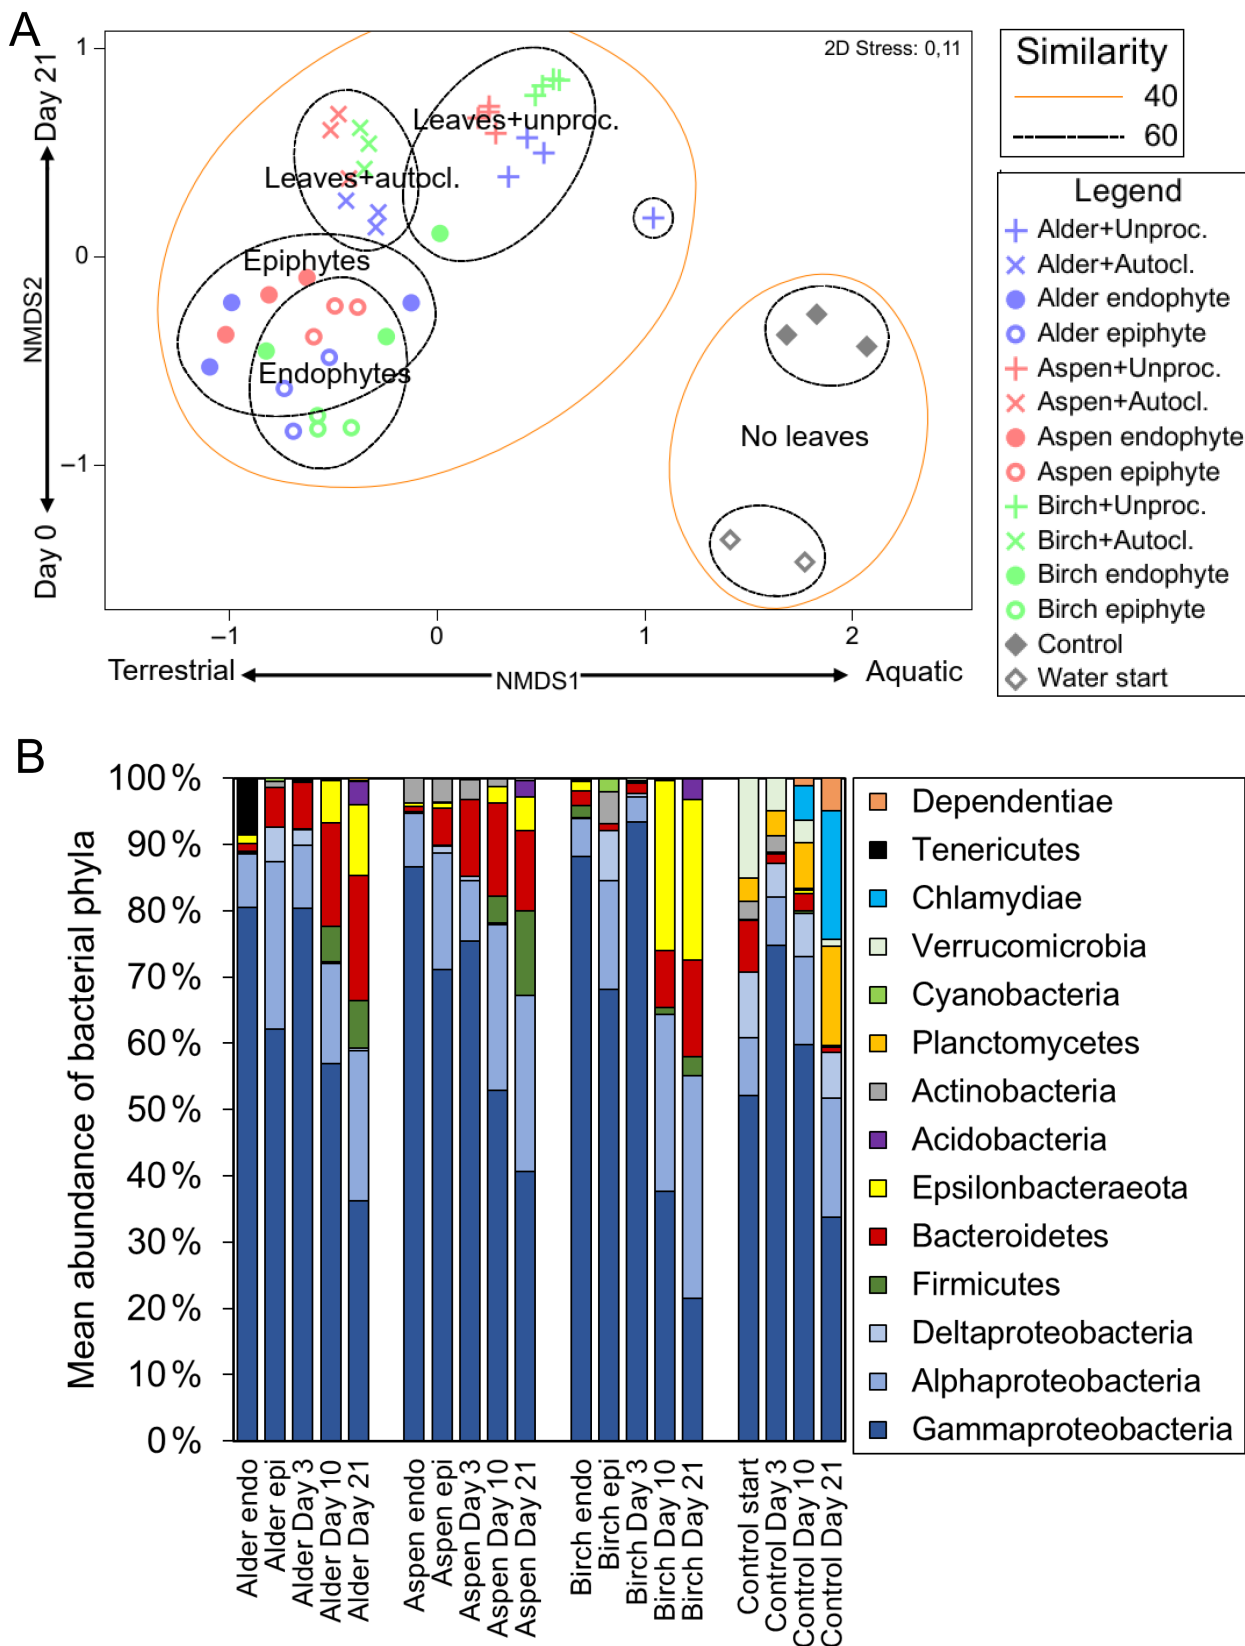 A
2D Stress: 0,11
Day 21
NMDS2
Day 0
1
0
−1
Leaves+unproc.
Leaves+autocl.
Epiphytes
Endophytes
No leaves
−1
0
1
2
Terrestrial
NMDS1
Aquatic
Similarity
40
60
Legend
Alder+Unproc.
Alder+Autocl.
Alder endophyte
Alder epiphyte
Aspen+Unproc.
Aspen+Autocl.
Aspen endophyte
Aspen epiphyte
Birch+Unproc.
Birch+Autocl.
Birch endophyte
Birch epiphyte
Control
Water start
B
Mean abundance of bacterial phyla
100%
90%
80%
70%
60%
50%
40%
30%
20%
10%
0%
Alder endo
Alder epi
Alder Day 3
Alder Day 10
Alder Day 21
Aspen endo
Aspen epi
Aspen Day 3
Aspen Day 10
Aspen Day 21
Birch endo
Birch epi
Birch Day 3
Birch Day 10
Birch Day 21
Control start
Control Day 3
Control Day 10
Control Day 21
Dependentiae
Tenericutes
Chlamydiae
Verrucomicrobia
Cyanobacteria
Planctomycetes
Actinobacteria
Acidobacteria
Epsilonbacteraeota
Bacteroidetes
Firmicutes
Deltaproteobacteria
Alphaproteobacteria
Gammaproteobacteria